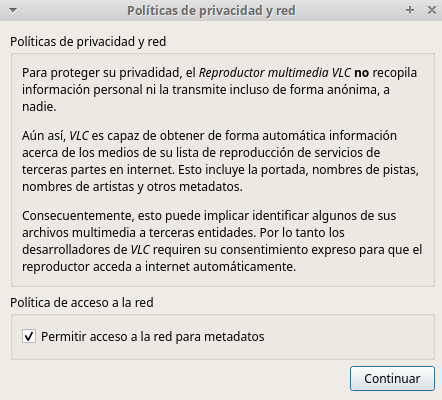 Políticas de privacidad y red
Políticas de privacidad y red
Para proteger su privadidad, el Reproductor multimedia VLC no recopila
información personal ni la transmite incluso de forma anónima, a
nadie.
Aún así, VLC es capaz de obtener de forma automática información
acerca de los medios de su lista de reproducción de servicios de
terceras partes en internet. Esto incluye la portada, nombres de pistas,
nombres de artistas y otros metadatos.
Consecuentemente, esto puede implicar identificar algunos de sus
archivos multimedia a terceras entidades. Por lo tanto los
desarrolladores de VLC requiren su consentimiento expreso para que el
reproductor acceda a internet automáticamente.
Política de acceso a la red
Permitir acceso a la red para metadatos
Continuar